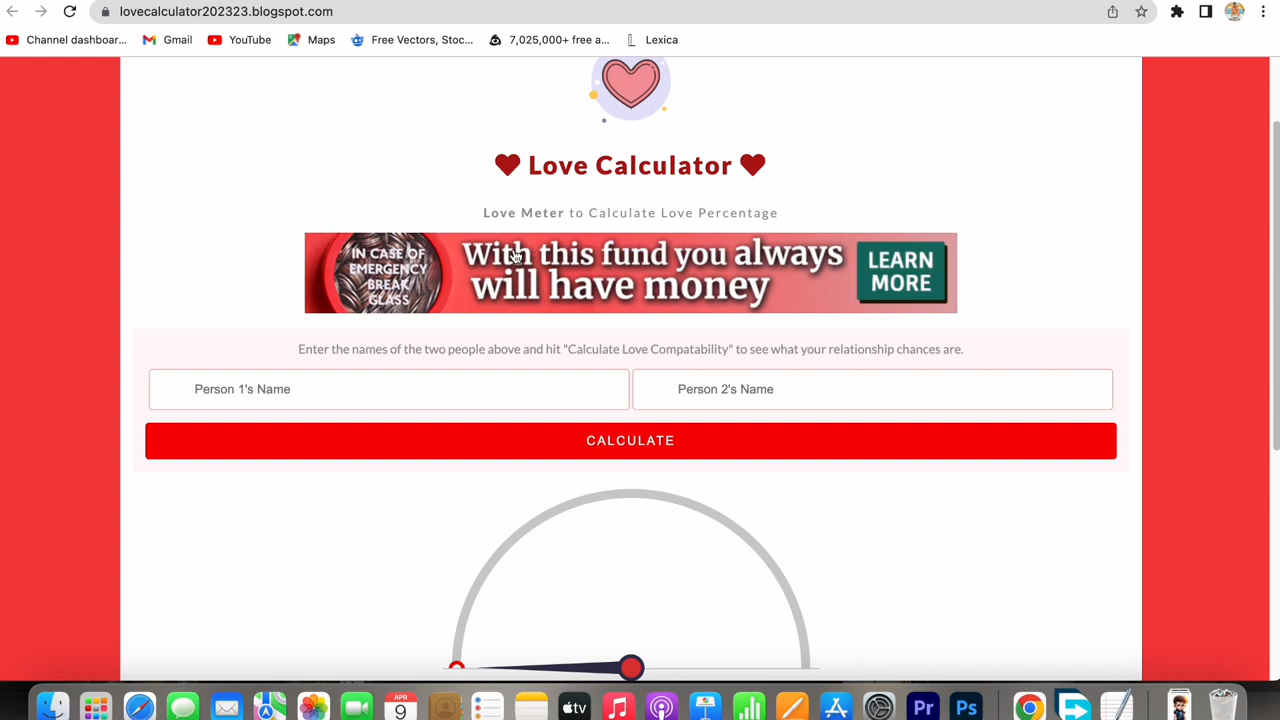 lovecalculator202323.blogspot.com
Channel dashboar... Gmail YouTube Maps Free Vectors, Stoc... 7,025,000+ free a... Lexica
Love Calculator
Love Meter to Calculate Love Percentage
IN CASE OF
EMERGENCY
BREAK
GLASS
With this fund you always
will have money
LEARN
MORE
Enter the names of the two people above and hit "Calculate Love Compatability" to see what your relationship chances are.
Person 1's Name Person 2's Name
CALCULATE
APR
9
tv
Pr
Ps